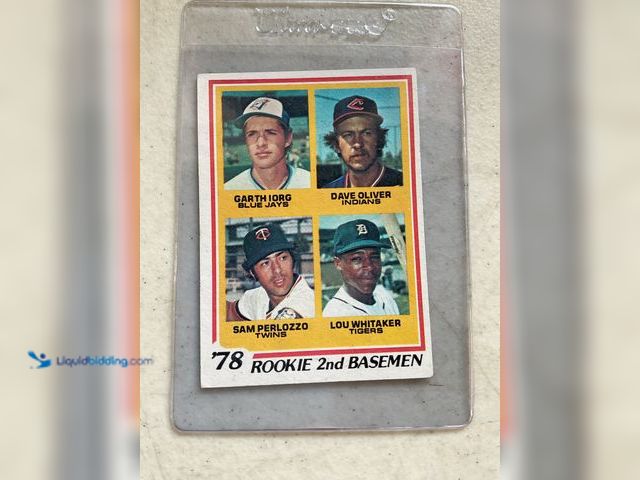 GARTH IORG
BLUE JAYS
DAVE OLIVER
INDIANS
SAM PERLOZZO
TWINS
LOU WHITAKER
TIGERS
'78 ROOKIE 2nd BASEMEN
Liquidbidding.com